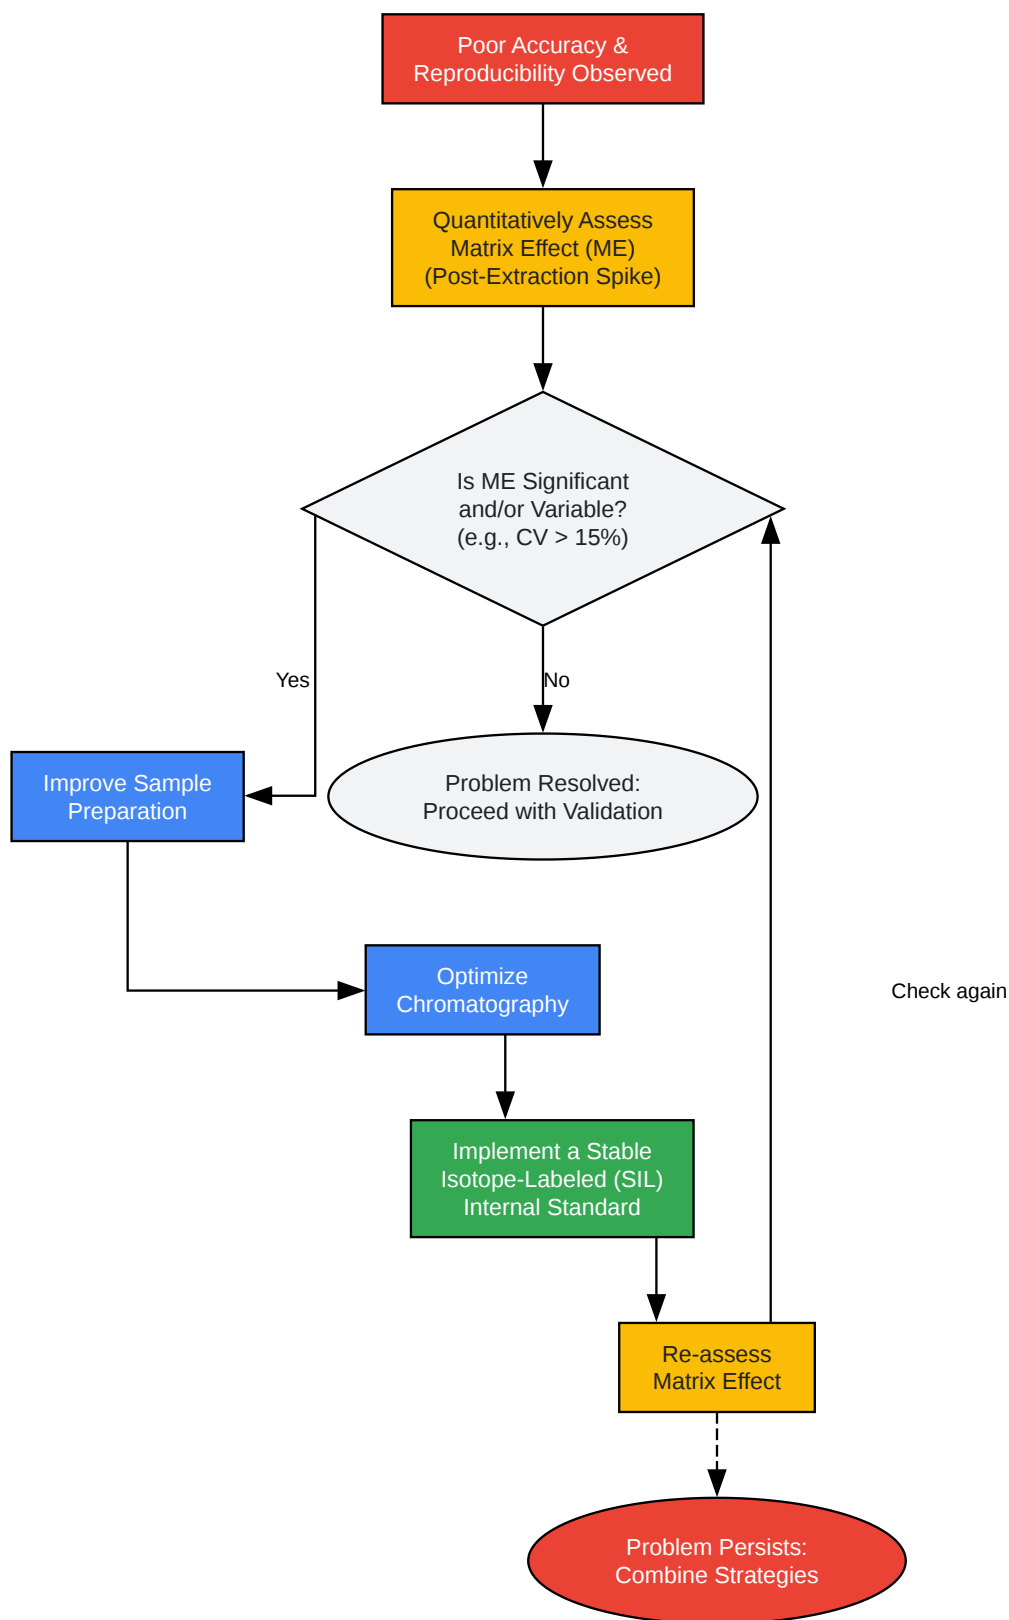 Poor Accuracy &
Reproducibility Observed
Quantitatively Assess
Matrix Effect (ME)
(Post-Extraction Spike)
Is ME Significant
and/or Variable?
(e.g., CV > 15%)
Yes
No
Improve Sample
Preparation
Problem Resolved:
Proceed with Validation
Optimize
Chromatography
Check again
Implement a Stable
Isotope-Labeled (SIL)
Internal Standard
Re-assess
Matrix Effect
Problem Persists:
Combine Strategies